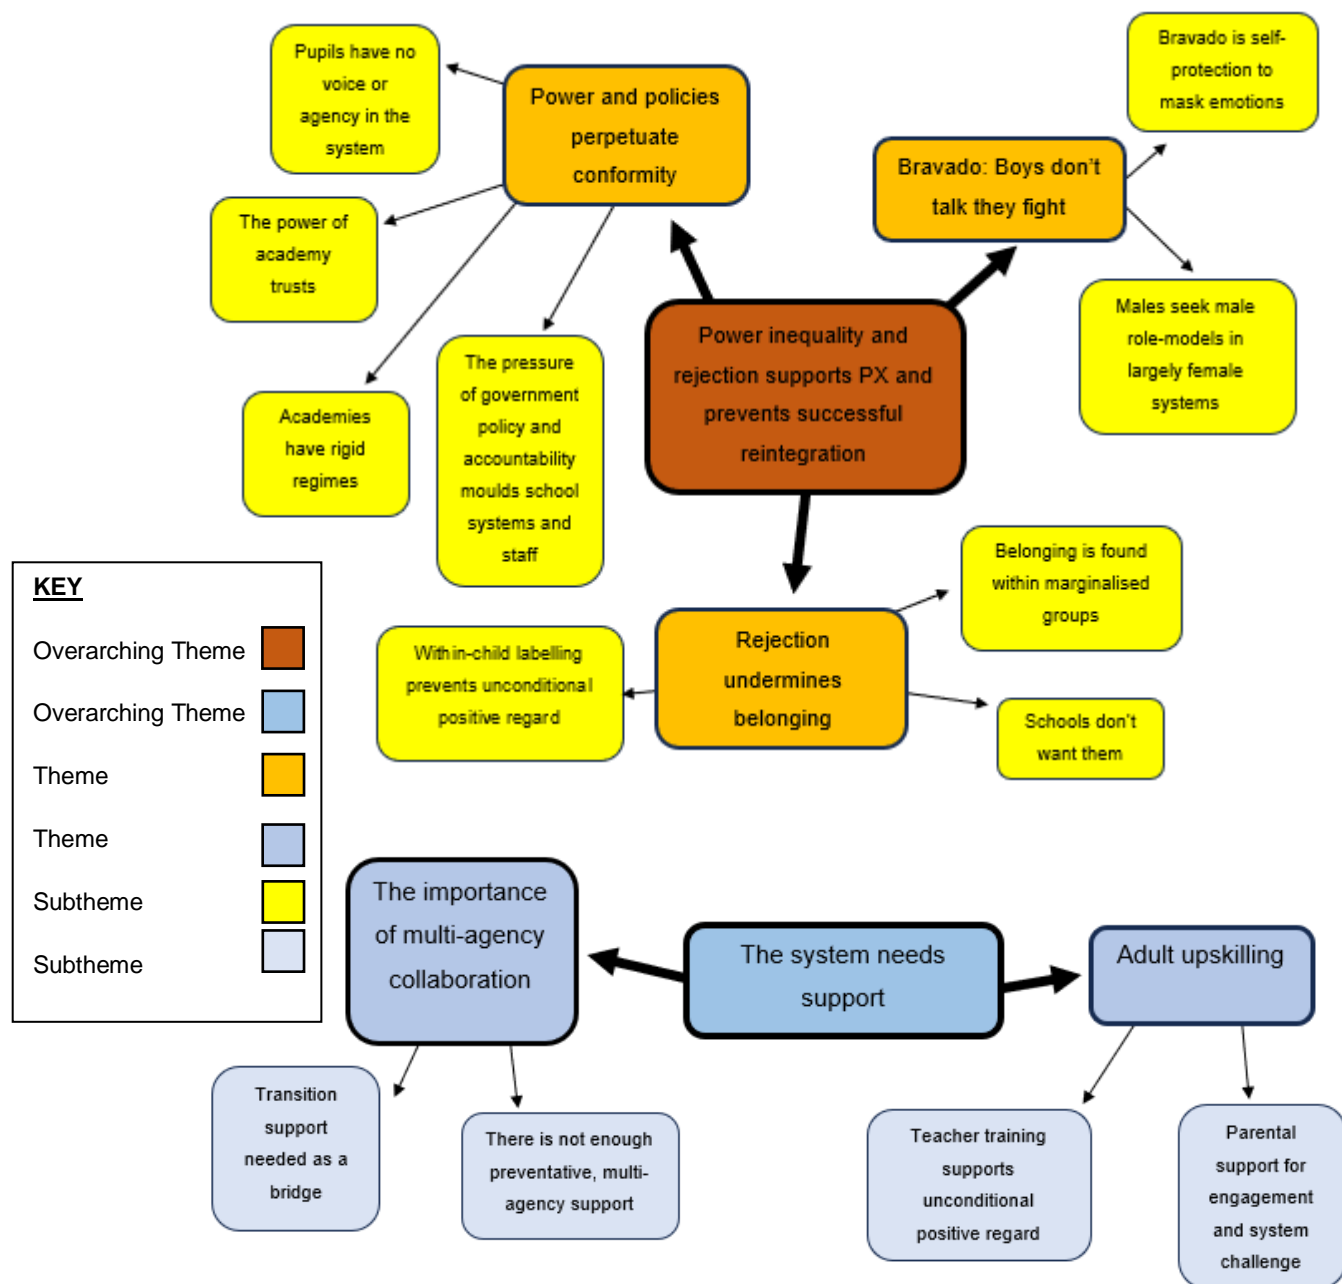 Pupils have no
voice or
agency in the
system
Power and policies
perpetuate
conformity
Bravado is self-
protection to
mask emotions
Bravado: Boys don't
talk they fight
The power of
academy
trusts
Males seek male
role-models in
largely female
systems
Power inequality and
rejection supports PX and
prevents successful
reintegration
The pressure
of government
policy and
accountability
moulds school
systems and
staff
Academies
have rigid
regimes
Belonging is found
within marginalised
groups
Rejection
undermines
belonging
Within-child labelling
prevents unconditional
positive regard
Schools don't
want them
KEY
Overarching Theme
Overarching Theme
Theme
Theme
Subtheme
Subtheme
The importance
of multi-agency
collaboration
The system needs
support
Adult upskilling
Transition
support
needed as a
bridge
There is not enough
preventative, multi-
agency support
Teacher training
supports
unconditional
positive regard
Parental
support for
engagement
and system
challenge